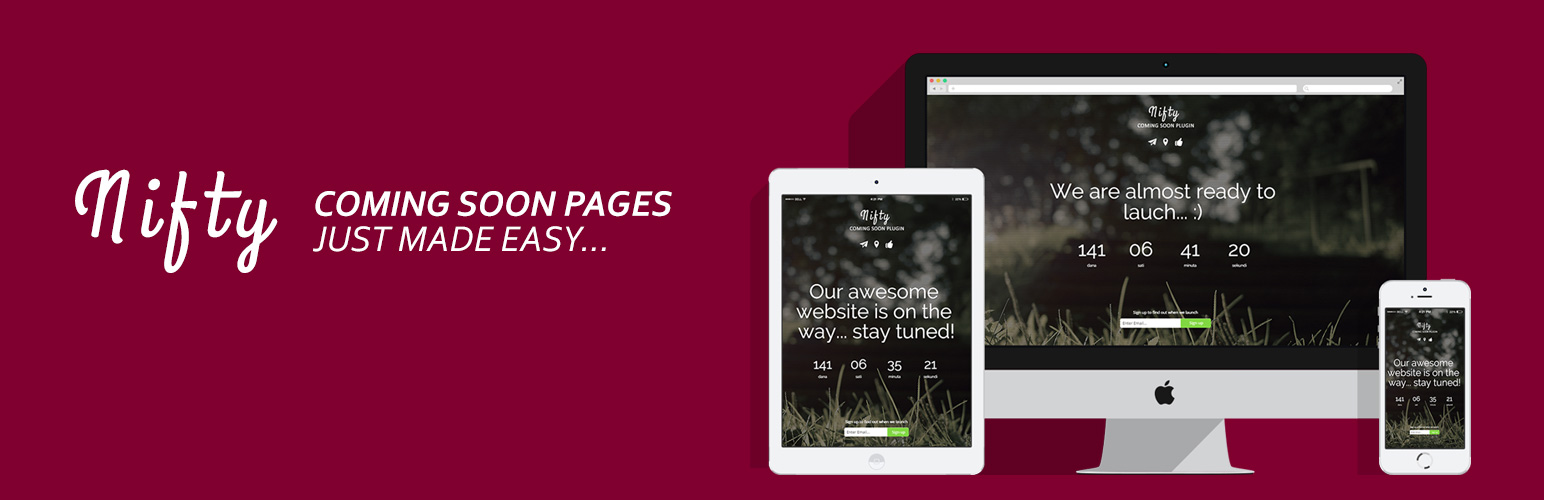 Nifty
COMING SOON PAGES
JUST MADE EASY...
Nifty
COMING SOON PLUGIN
We are almost ready to
lauch... :)
141 06 41 20
dana sati minuta sekundi
Sign up to find out when we launch
Enter Email... Sign up
Nifty
COMING SOON PLUGIN
Our awesome
website is on the
way... stay tuned!
141 06 35 21
dana sati minuta sekundi
Sign up to find out when we launch
Enter Email... Sign up
Nifty
COMING SOON PLUGIN
Our awesome
website is on the
way... stay tuned!
141 06 35 21